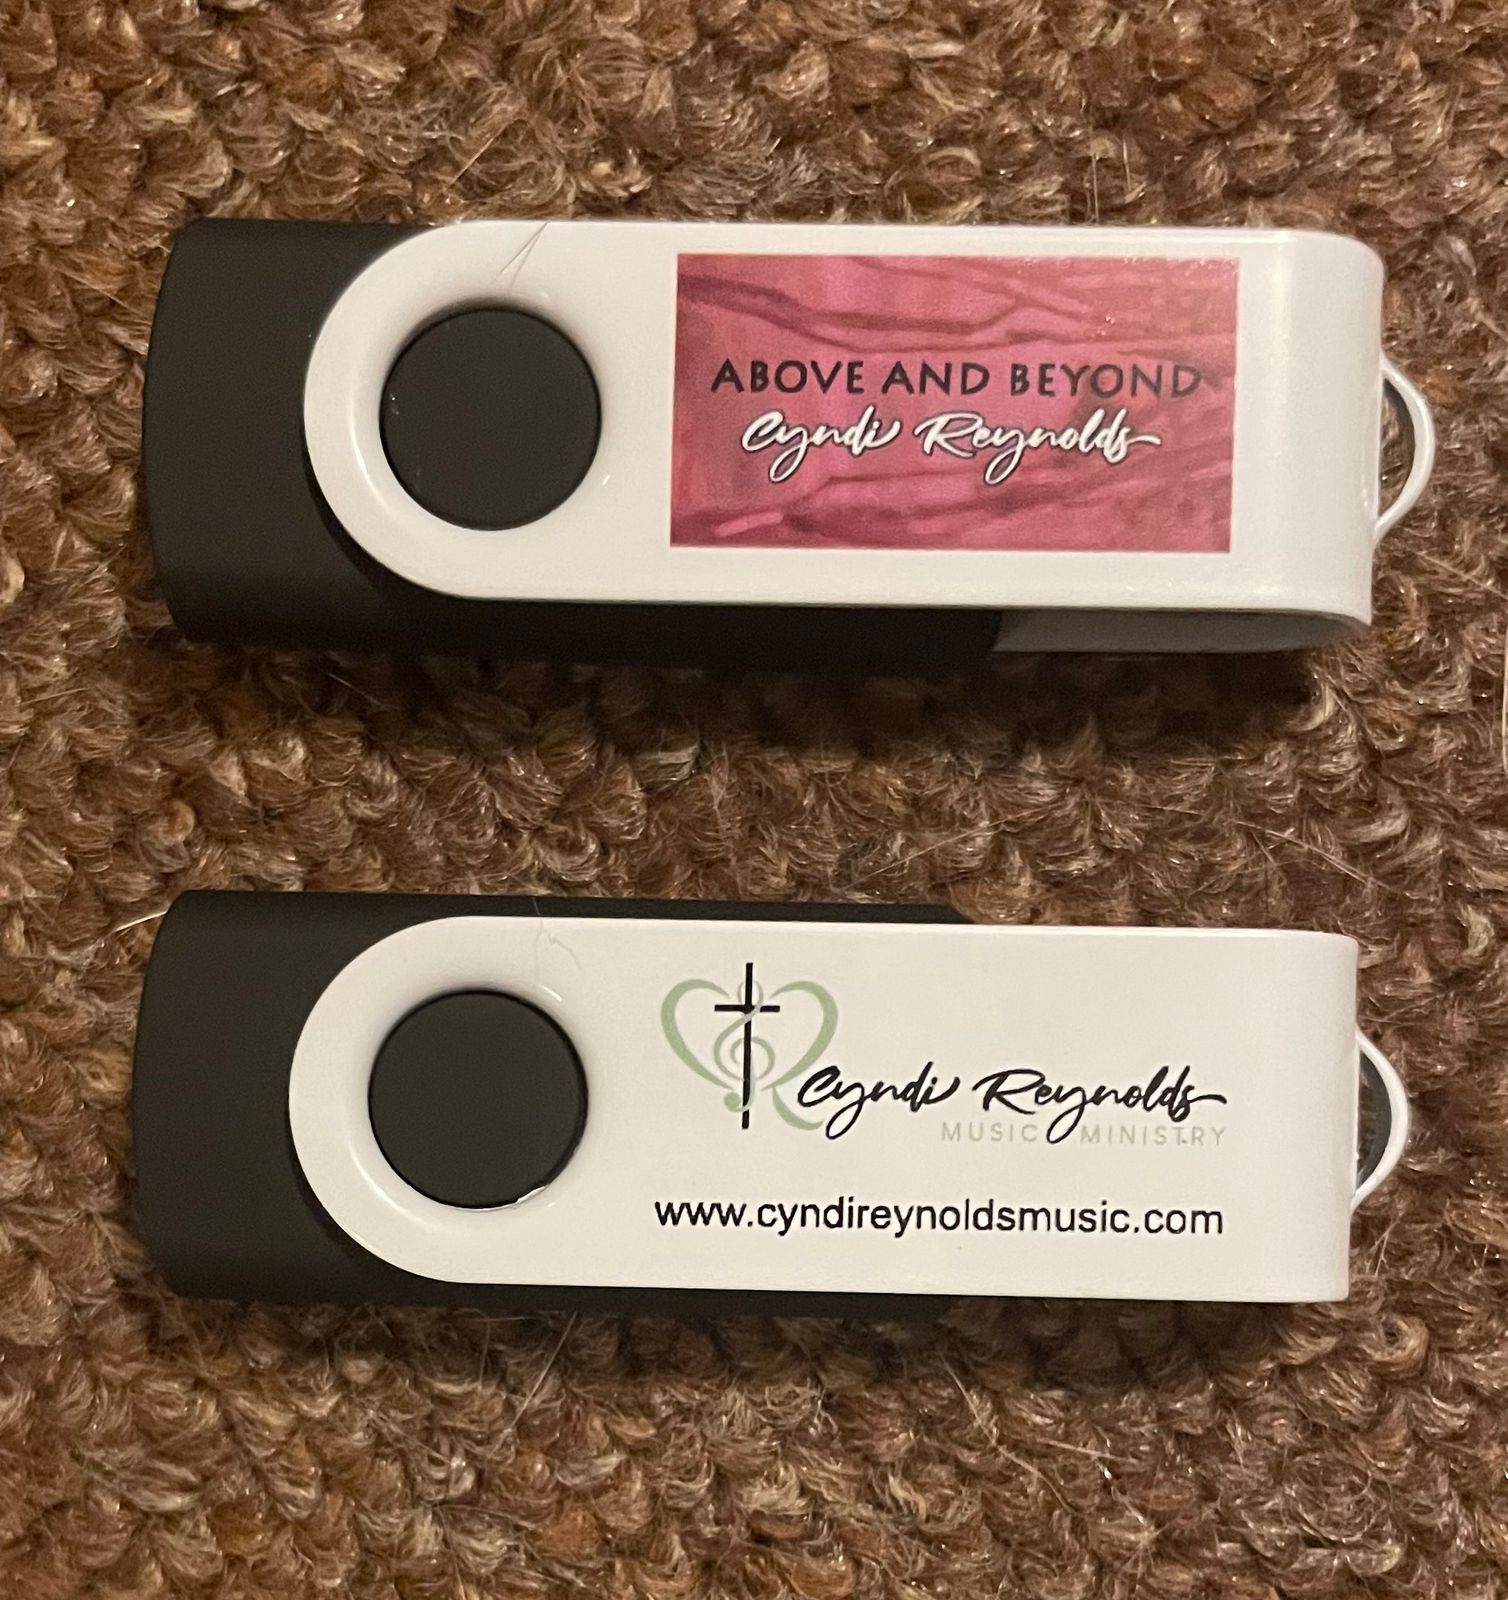 ABOVE AND BEYOND
Cyndi Reynolds
Cyndi Reynolds
MUSIC MINISTRY
www.cyndireynoldsmusic.com